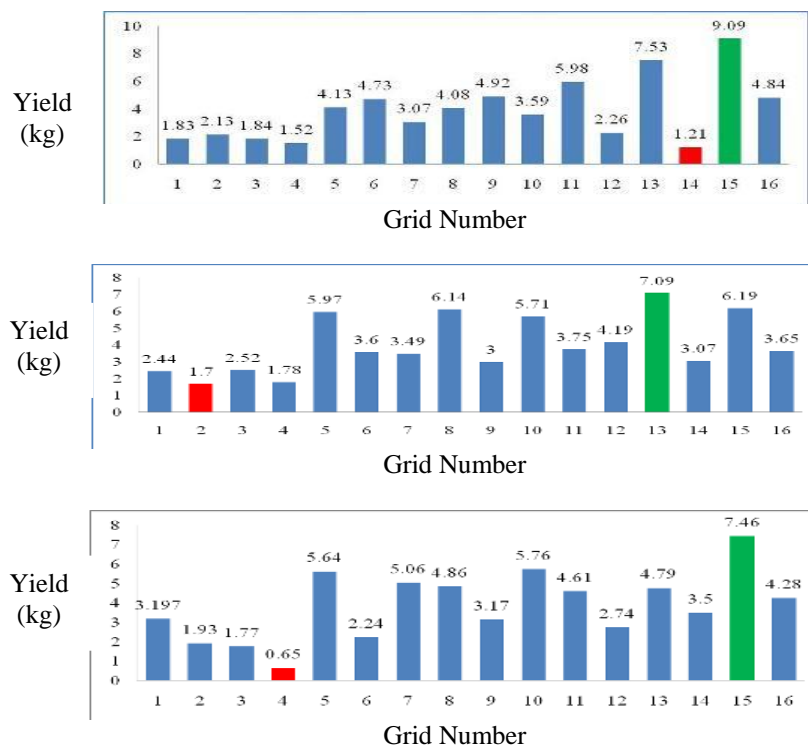 10
9.09
8
7.53
Yield
(kg)
6
5.98
4.13 4.73 4.08 4.92 4.84
4
3.07 3.59
1.83 2.13 1.84 1.52 2.26
2
1.21
0
1 2 3 4 5 6 7 8 9 10 11 12 13 14 15 16
Grid Number
8
7.09
7
5.97 6.14 5.71 6.19
6
Yield
(kg)
5
3.6 3.49 3.75 4.19 3.65
4
2.44 2.52 3 3.07
3
1.7 1.78
2
1
0
1 2 3 4 5 6 7 8 9 10 11 12 13 14 15 16
Grid Number
8
7.46
7
5.64 5.76
6
Yield
(kg)
5.06 4.86 4.61 4.79
5
4.28
4
3.197 3.17 3.5
3
2.24 2.74
1.93 1.77
2
0.65
1
0
1 2 3 4 5 6 7 8 9 10 11 12 13 14 15 16
Grid Number